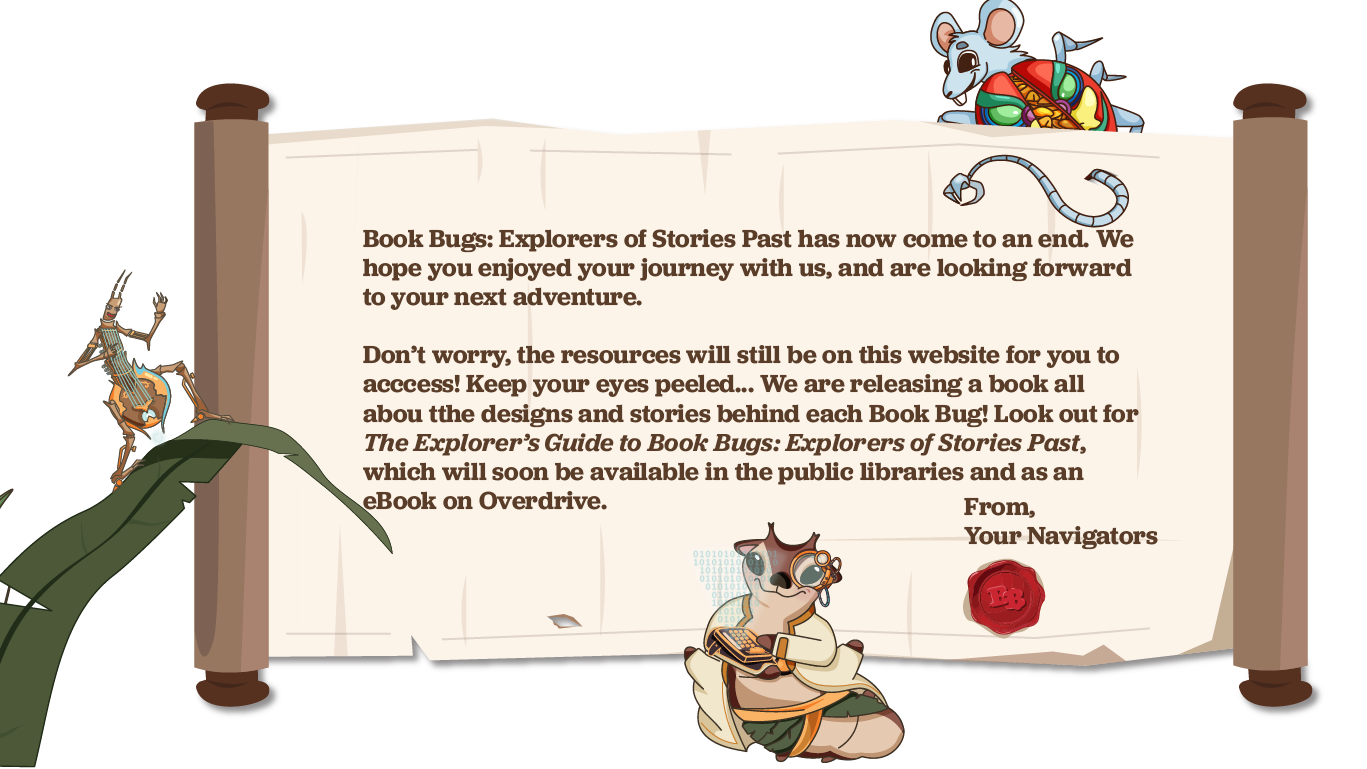 Book Bugs: Explorers of Stories Past has now come to an end. We
hope you enjoyed your journey with us, and are looking forward
to your next adventure.
Don’t worry, the resources will still be on this website for you to
acccess! Keep your eyes peeled... We are releasing a book all
abou tthe designs and stories behind each Book Bug! Look out for
The Explorer’s Guide to Book Bugs: Explorers of Stories Past,
which will soon be available in the public libraries and as an
eBook on Overdrive.
From,
Your Navigators
EB